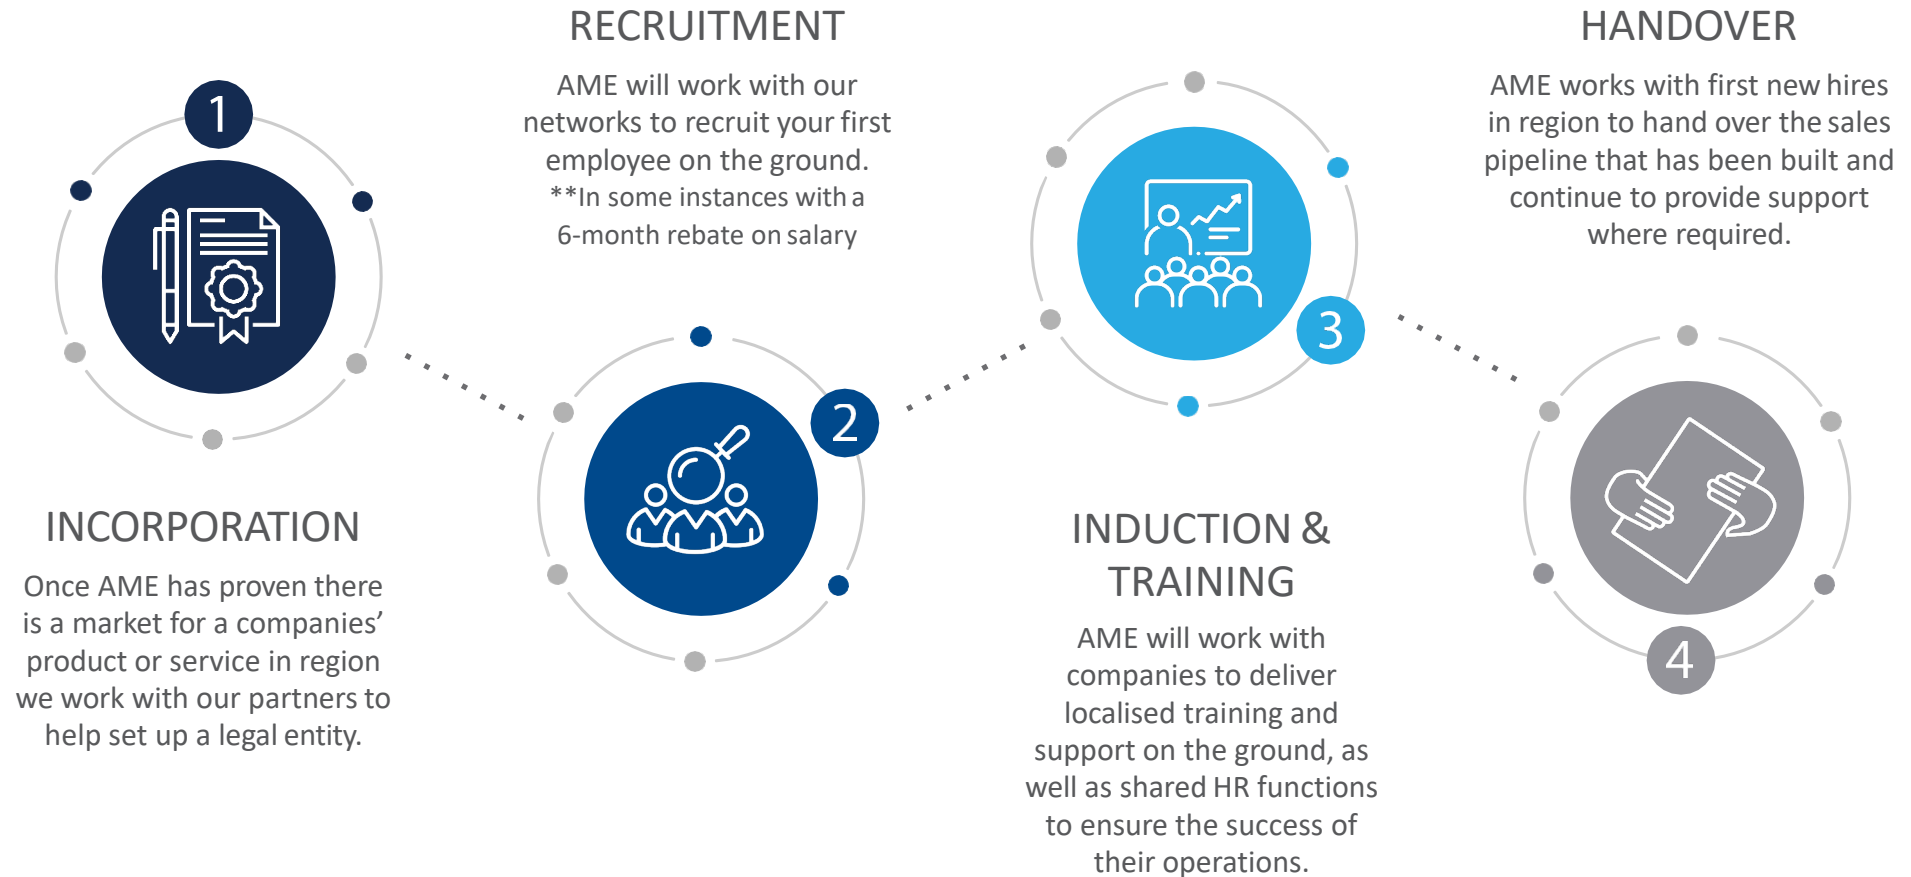 1
INCORPORATION
Once AME has proven there
is a market for a companies’
product or service in region
we work with our partners to
help set up a legal entity.
RECRUITMENT
AME will work with our
networks to recruit your first
employee on the ground.
**In some instances with a
6-month rebate on salary
2
3
INDUCTION &
TRAINING
AME will work with
companies to deliver
localised training and
support on the ground, as
well as shared HR functions
to ensure the success of
their operations.
HANDOVER
AME works with first new hires
in region to hand over the sales
pipeline that has been built and
continue to provide support
where required.
4